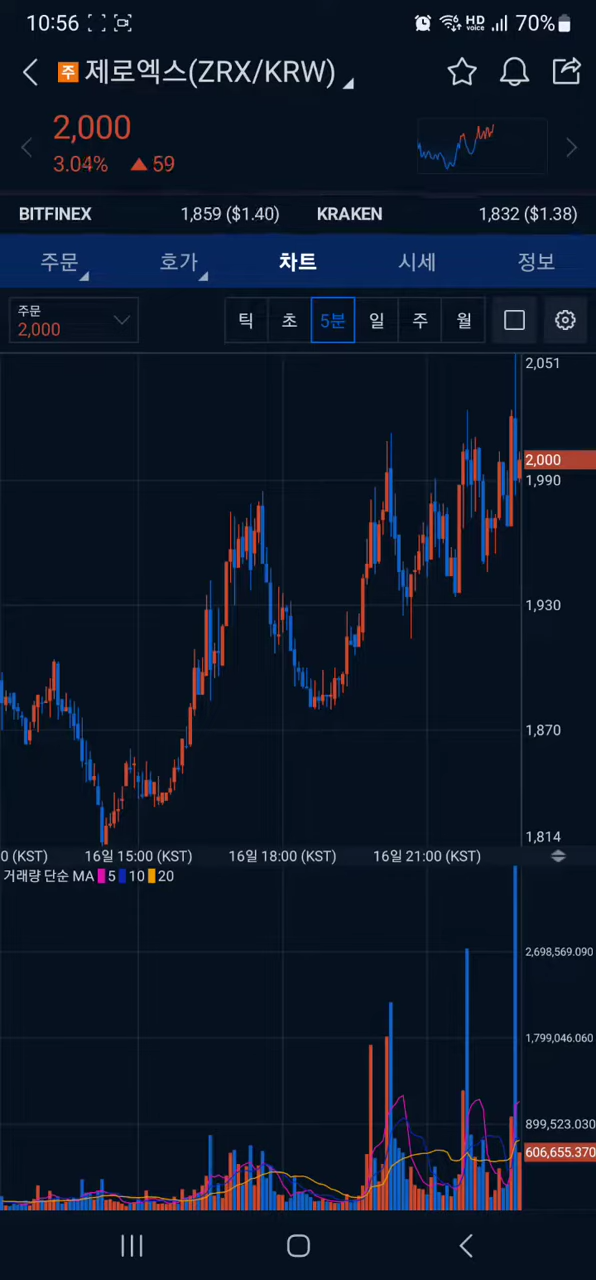 10:56 HD voice 70%
주 제로엑스(ZRX/KRW)
2,000
3.04% ▲ 59
BITFINEX 1,859 ($1.40) KRAKEN 1,832 ($1.38)
주문 호가 차트 시세 정보
주문
2,000
틱 초 5분 일 주 월
2,051
2,000
1,990
1,930
1,870
1,814
0 (KST) 16일 15:00 (KST) 16일 18:00 (KST) 16일 21:00 (KST)
거래량 단순 MA 5 10 20
2,698,569.090
1,799,046.060
899,523.030
606,655.370